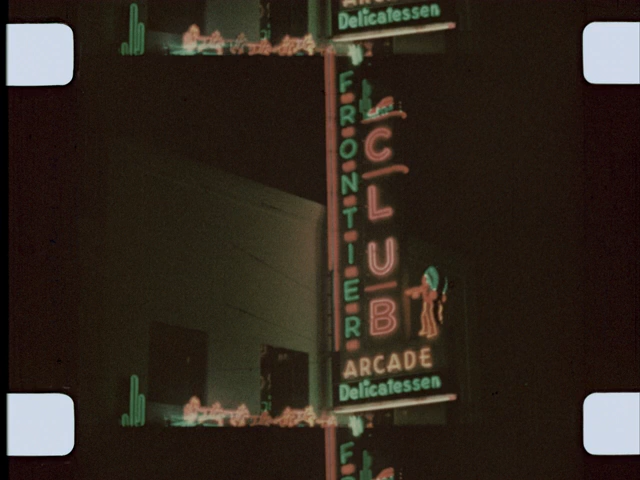 Delicatessen
FRONTIER
CLUB
ARCADE
Delicatessen